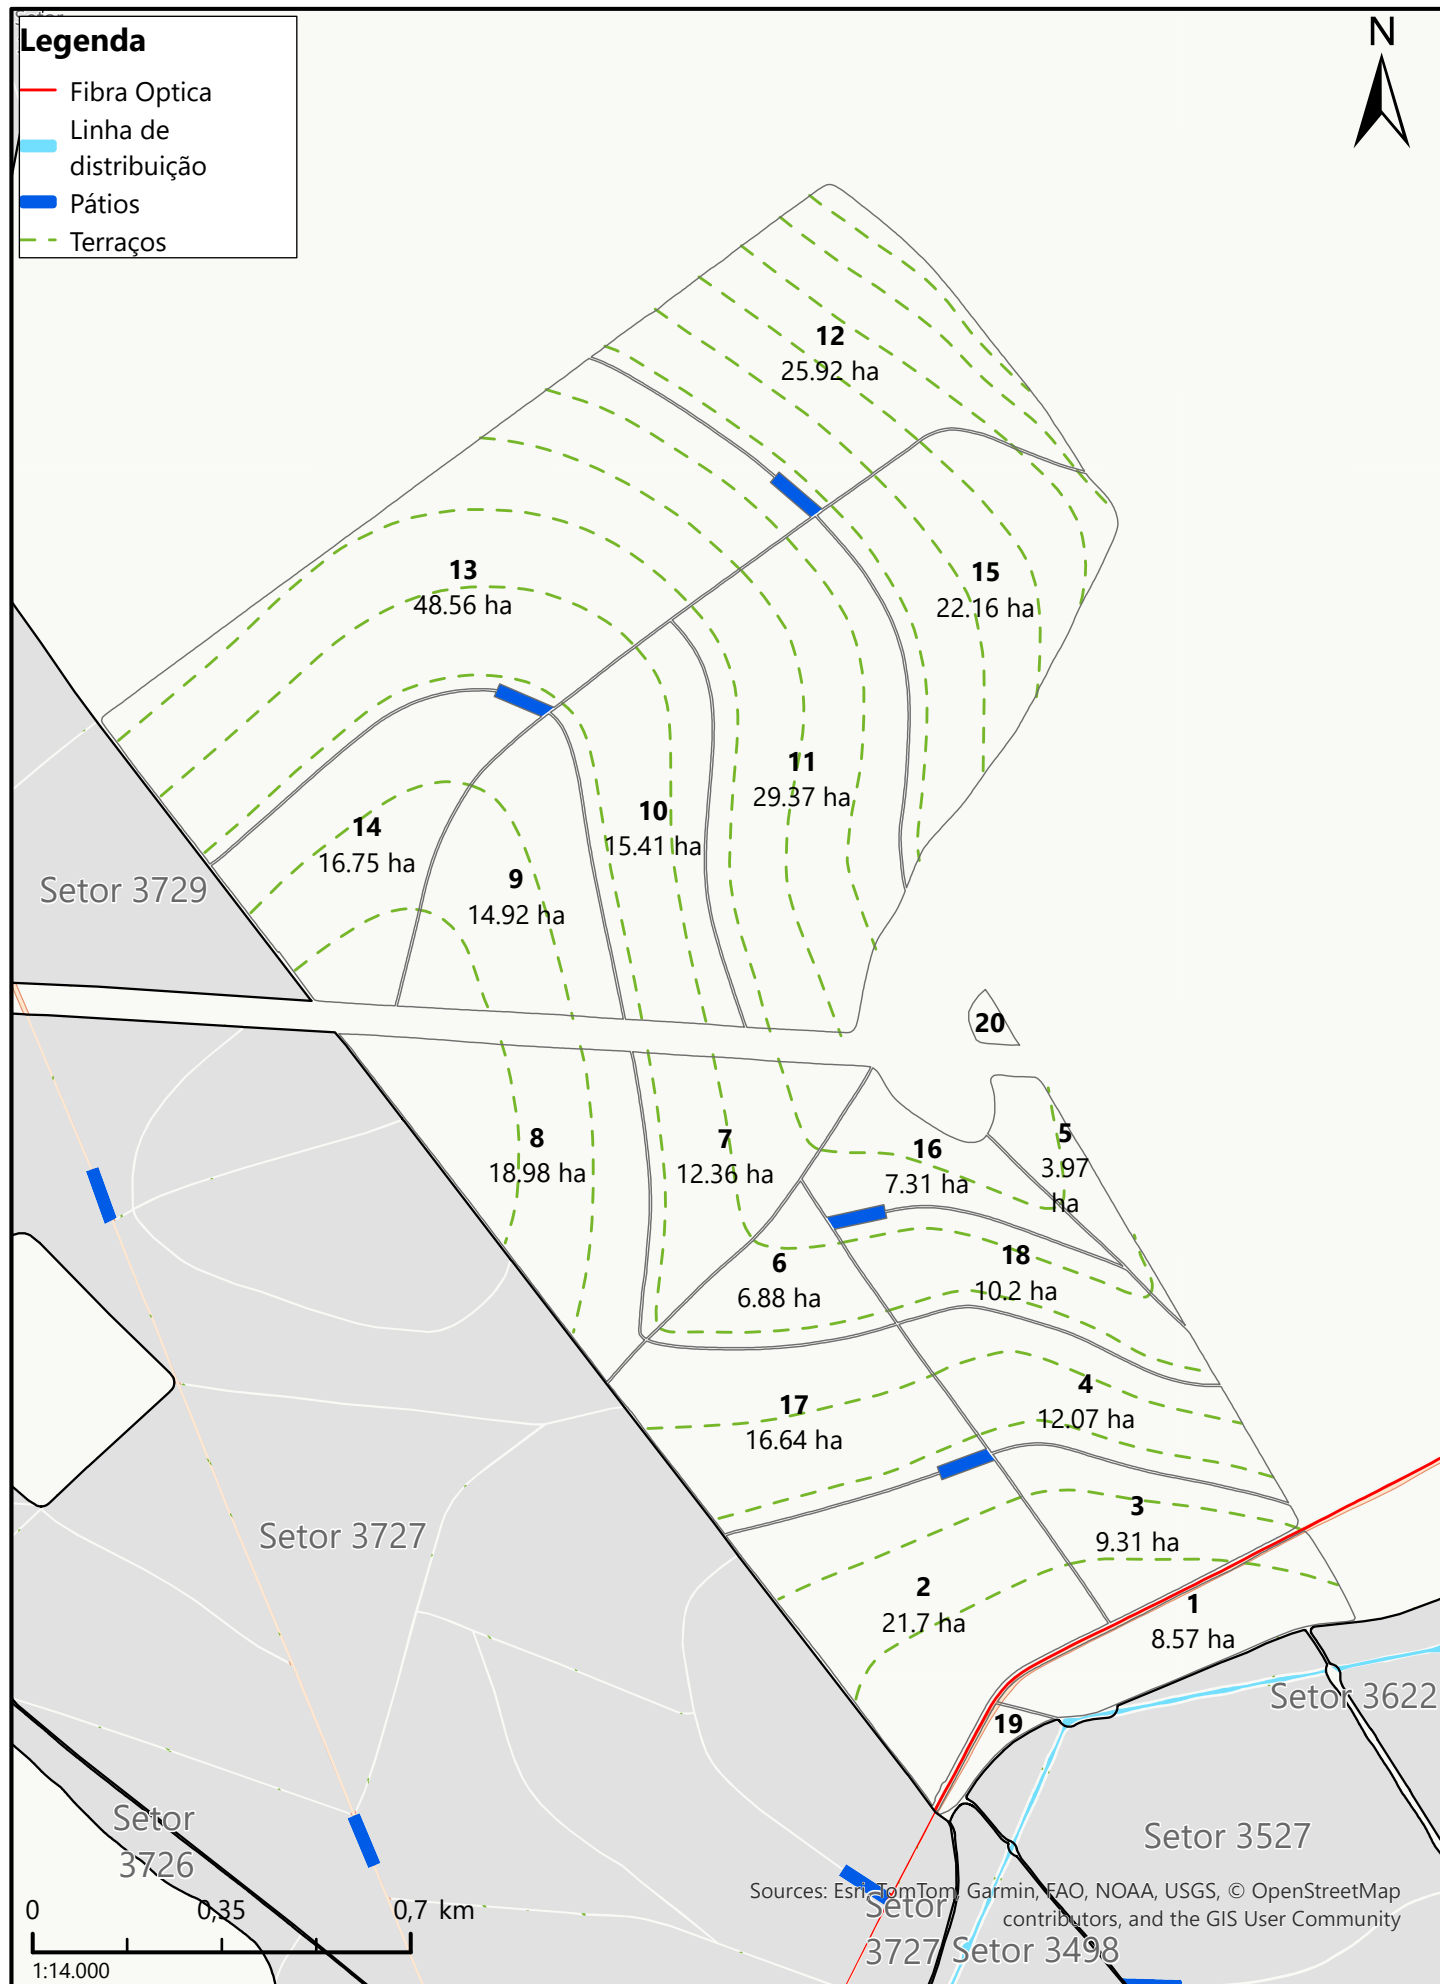 Legenda
Fibra Optica
Linha de
distribuição
Pátios
Terraços
N
12
25.92 ha
13
48.56 ha
15
22.16 ha
11
29.37 ha
10
15.41 ha
14
16.75 ha
9
14.92 ha
Setor 3729
20
8
18.98 ha
7
12.36 ha
16
7.31 ha
5
3.97
ha
6
6.88 ha
18
10.2 ha
17
16.64 ha
4
12.07 ha
3
9.31 ha
Setor 3727
2
21.7 ha
1
8.57 ha
Setor 3622
19
Setor
3726
Setor 3527
Sources: Esri, TomTom, Garmin, FAO, NOAA, USGS, © OpenStreetMap
contributors, and the GIS User Community
Setor
3727
Setor 3498
0 0,35 0,7 km
1:14.000